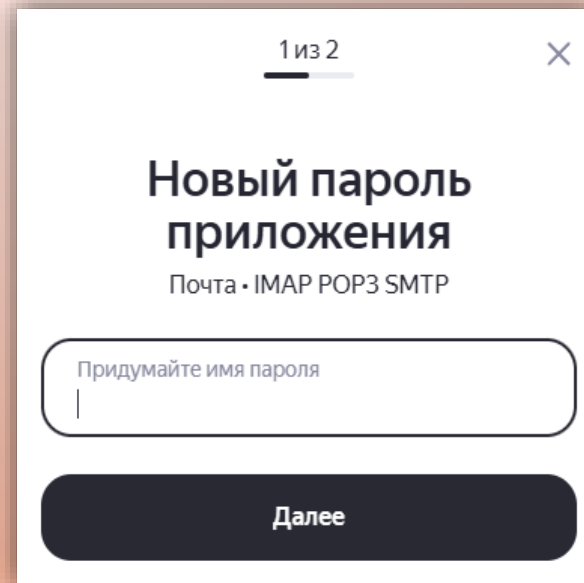 1 из 2
Новый пароль
приложения
Почта • IMAP POP3 SMTP
Придумайте имя пароля
Далее